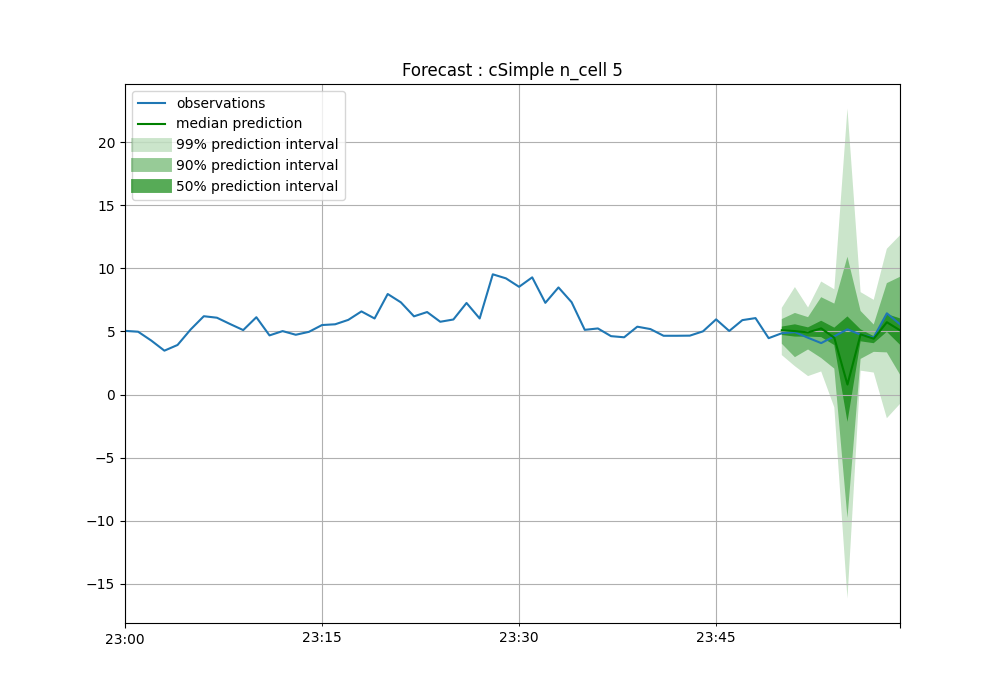 Forecast : cSimple n_cell 5
observations
median prediction
99% prediction interval
90% prediction interval
50% prediction interval
20
15
10
5
0
−5
−10
−15
23:00
23:15
23:30
23:45